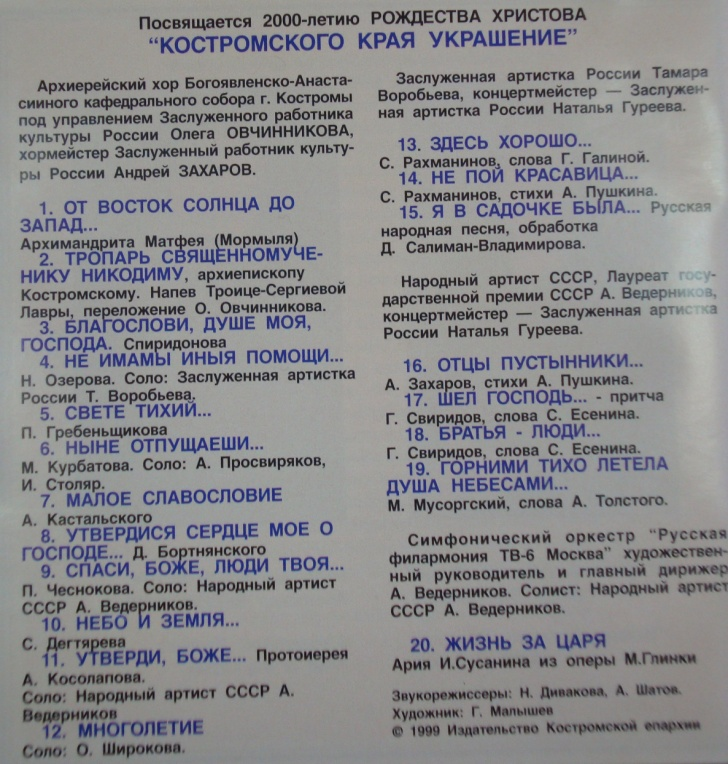 Посвящается 2000-летию РОЖДЕСТВА ХРИСТОВА
“КОСТРОМСКОГО КРАЯ УКРАШЕНИЕ”
Архиерейский хор Богоявленско-Анаста-
сииного кафедрального собора г. Костромы
под управлением Заслуженного работника
культуры России Олега ОВЧИННИКОВА,
хормейстер Заслуженный работник культу-
ры России Андрей ЗАХАРОВ.
1. ОТ ВОСТОК СОЛНЦА ДО
ЗАПАД...
Архимандрита Матфея (Мормыля)
2. ТРОПАРЬ СВЯЩЕННОМУЧЕ-
НИКУ НИКОДИМУ, архиепископу
Костромскому. Напев Троице-Сергиевой
Лавры, переложение О. Овчинникова.
3. БЛАГОСЛОВИ, ДУШЕ МОЯ,
ГОСПОДА. Спиридонова
4. НЕ ИМАМЫ ИНЫЯ ПОМОЩИ...
Н. Озерова. Соло: Заслуженная артистка
России Т. Воробьева.
5. СВЕТЕ ТИХИЙ...
П. Гребеньщикова
6. НЫНЕ ОТПУЩАЕШИ...
М. Курбатова. Соло: А. Просвиряков,
И. Столяр.
7. МАЛОЕ СЛАВОСЛОВИЕ
А. Кастальского
8. УТВЕРДИСЯ СЕРДЦЕ МОЕ О
ГОСПОДЕ... Д. Бортнянского
9. СПАСИ, БОЖЕ, ЛЮДИ ТВОЯ...
П. Чеснокова. Соло: Народный артист
СССР А. Ведерников.
10. НЕБО И ЗЕМЛЯ...
С. Дегтярева
11. УТВЕРДИ, БОЖЕ... Протоиерея
А. Косолапова.
Соло: Народный артист СССР А.
Ведерников
12. МНОГОЛЕТИЕ
Соло: О. Широкова.
Заслуженная артистка России Тамара
Воробьева, концертмейстер — Заслужен-
ная артистка России Наталья Гуреева.
13. ЗДЕСЬ ХОРОШО...
С. Рахманинов, слова Г. Галиной.
14. НЕ ПОЙ КРАСАВИЦА...
С. Рахманинов, стихи А. Пушкина.
15. Я В САДОЧКЕ БЫЛА... Русская
народная песня, обработка
Д. Салиман-Владимирова.
Народный артист СССР, Лауреат госу-
дарственной премии СССР А. Ведерников,
концертмейстер — Заслуженная артистка
России Наталья Гуреева.
16. ОТЦЫ ПУСТЫННИКИ...
А. Захаров, стихи А. Пушкина.
17. ШЕЛ ГОСПОДЬ... - притча
Г. Свиридов, слова С. Есенина.
18. БРАТЬЯ - ЛЮДИ...
Г. Свиридов, слова С. Есенина.
19. ГОРНИМИ ТИХО ЛЕТЕЛА
ДУША НЕБЕСАМИ...
М. Мусоргский, слова А. Толстого.
Симфонический оркестр “Русская
филармония ТВ-6 Москва” художествен-
ный руководитель и главный дирижер
А. Ведерников. Солист: Народный артист
СССР А. Ведерников.
20. ЖИЗНЬ ЗА ЦАРЯ
Ария И.Сусанина из оперы М.Глинки
Звукорежиссеры: Н. Дивакова, А. Шатов.
Художник: Г. Малышев
© 1999 Издательство Костромской епархии